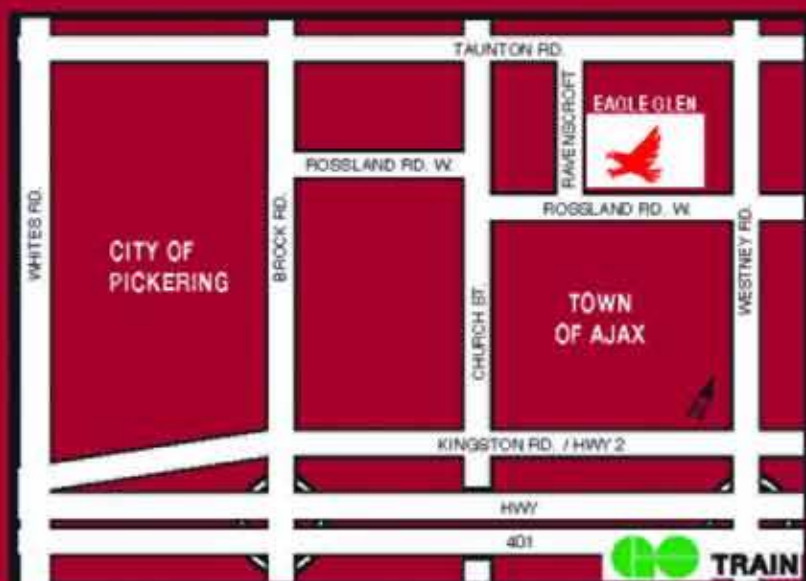 TAUNTON RD.
RAVENSCROFT
EAGLE GLEN
ROSSLAND RD. W.
ROSSLAND RD. W.
WHITES RD.
CITY OF
PICKERING
BROCK RD.
CHURCH ST.
TOWN
OF AJAX
WESTNEY RD.
KINGSTON RD. / HWY 2
HWY
401
GO TRAIN